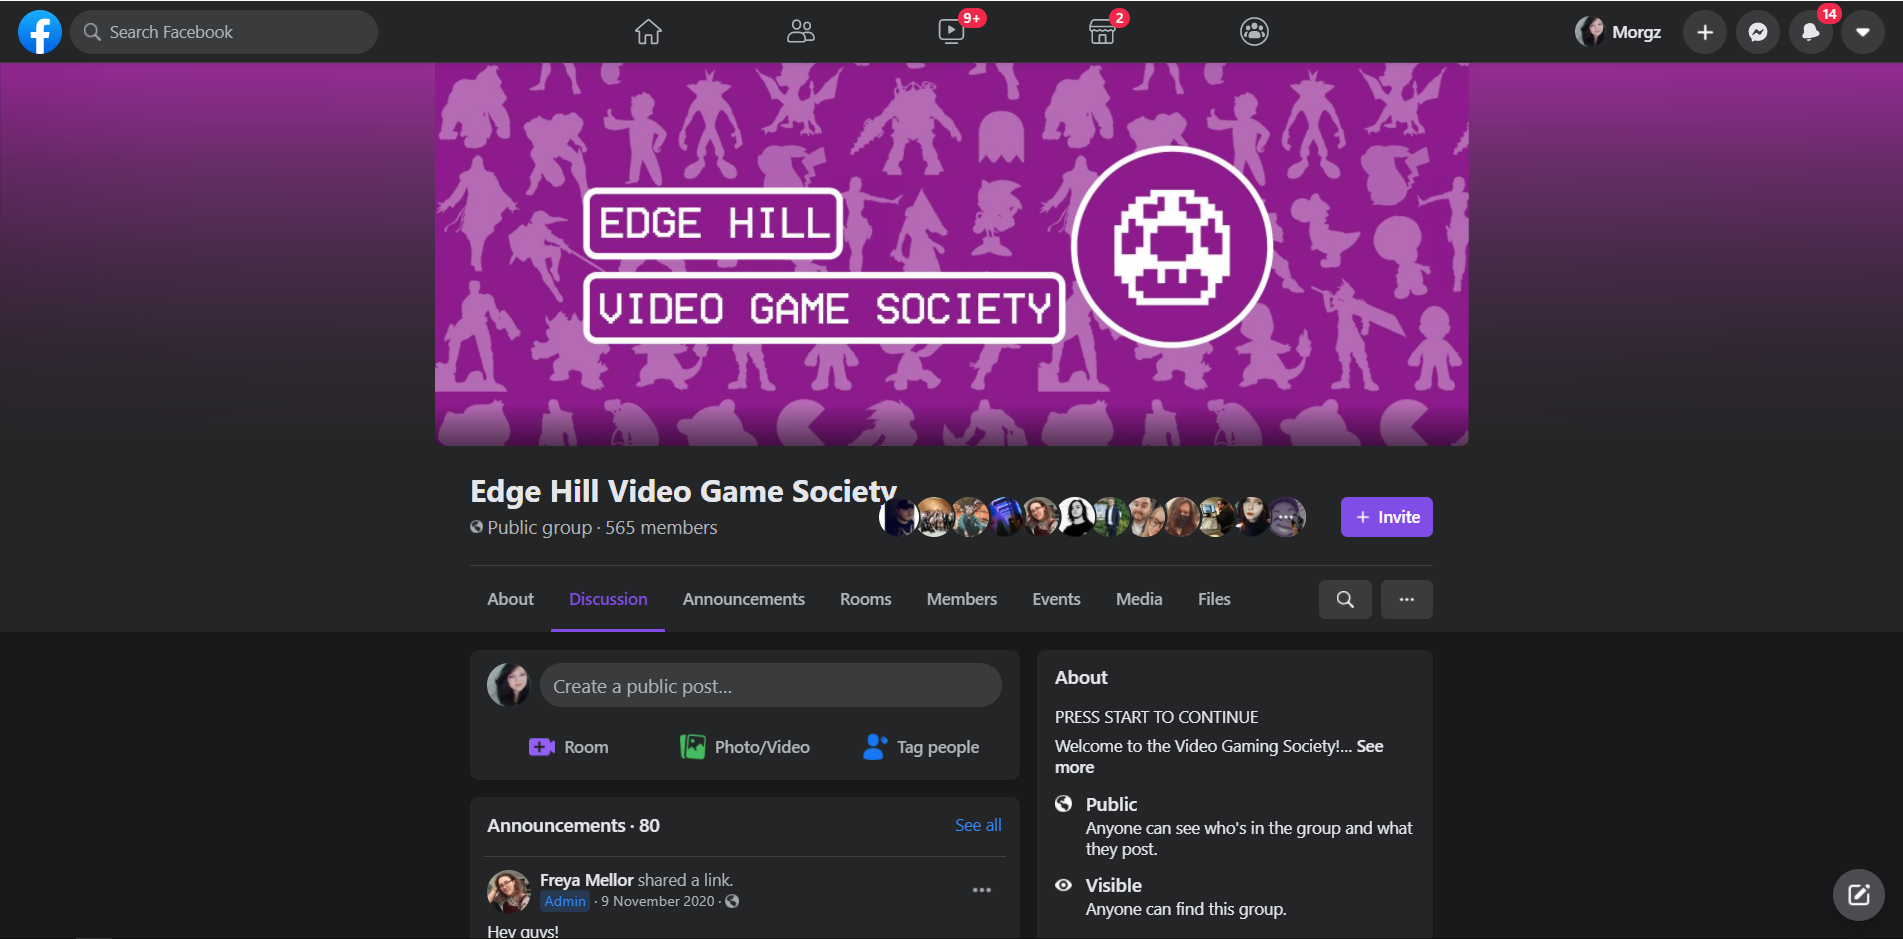 Search Facebook
9+
2
Morgz
14
EDGE HILL
VIDEO GAME SOCIETY
Edge Hill Video Game Society
Public group · 565 members
+ Invite
About
Discussion
Announcements
Rooms
Members
Events
Media
Files
Create a public post...
Room
Photo/Video
Tag people
Announcements · 80
See all
Freya Mellor shared a link.
Admin · 9 November 2020 ·
Hey guys!
About
PRESS START TO CONTINUE
Welcome to the Video Gaming Society!... See
more
Public
Anyone can see who's in the group and what
they post.
Visible
Anyone can find this group.